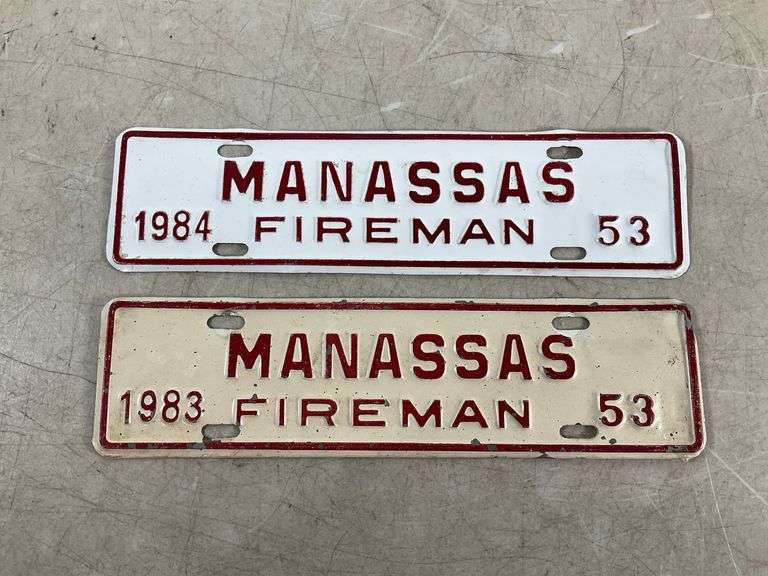 MANASSAS
1984 FIREMAN 53
MANASSAS
1983 FIREMAN 53